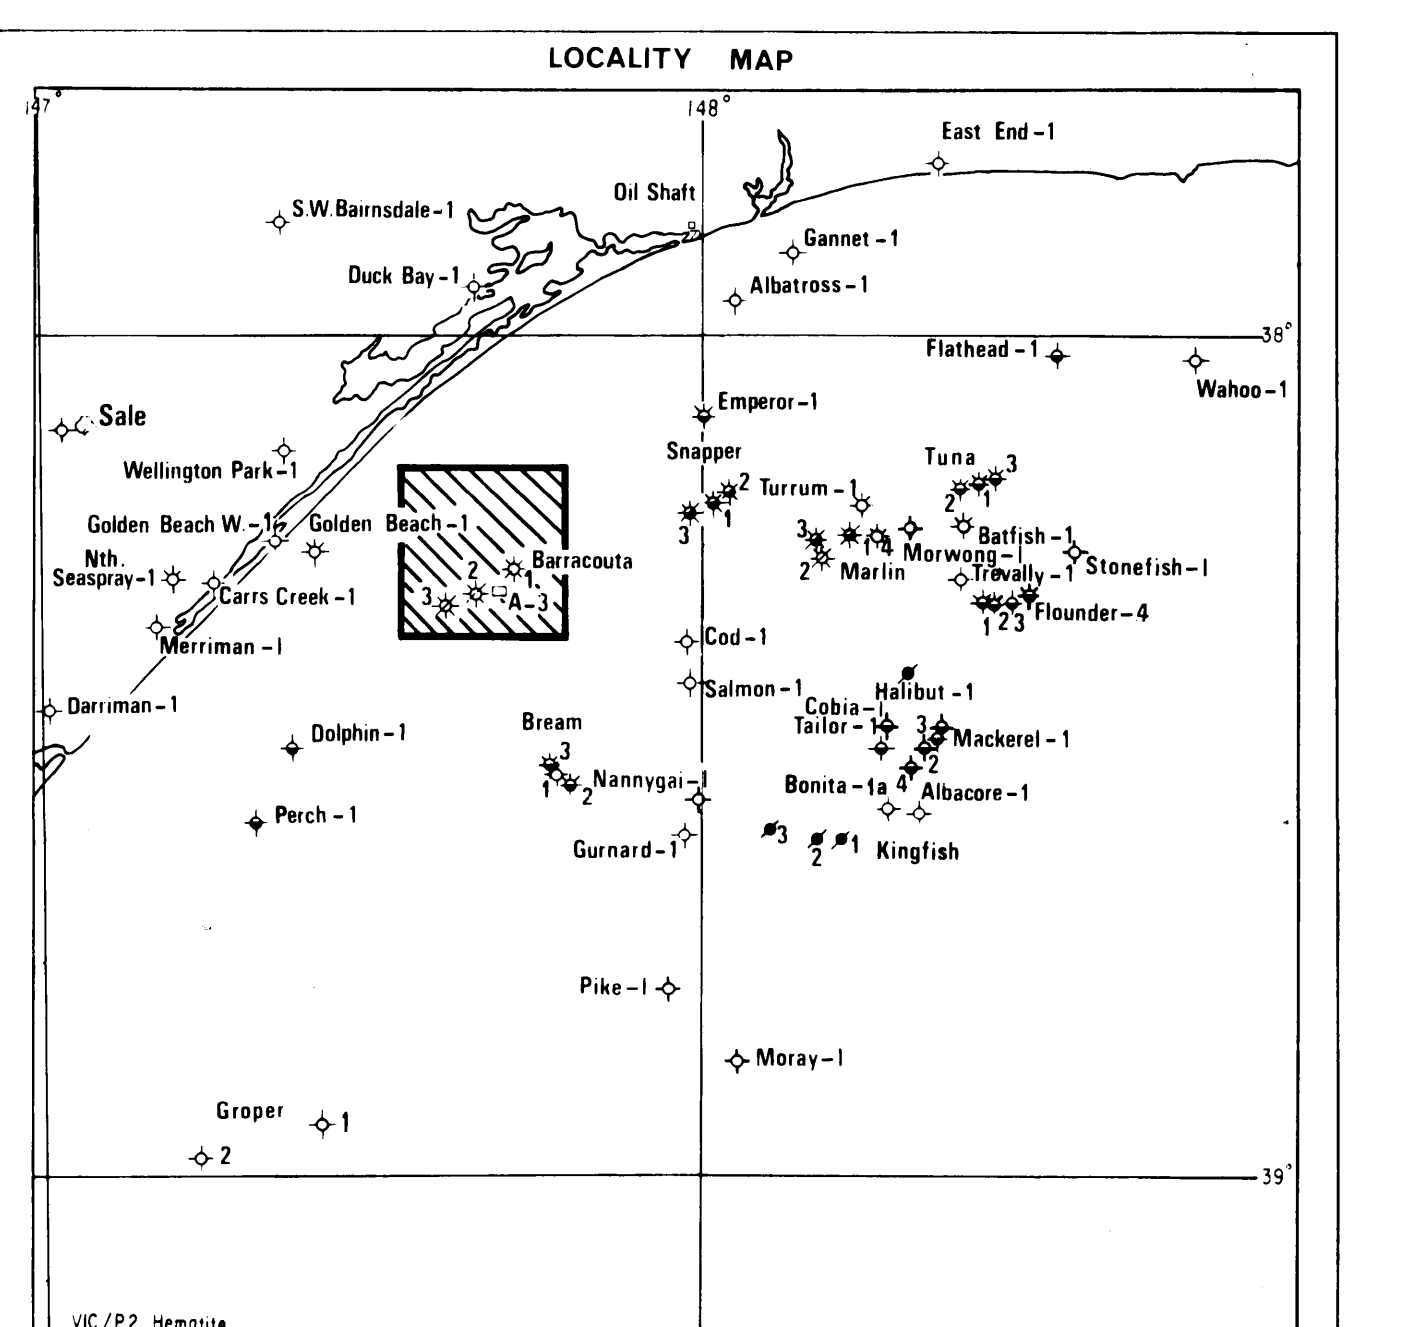 LOCALITY MAP
147°
148°
East End-1
Oil Shaft
S.W.Bairnsdale-1
Gannet-1
Duck Bay-1
Albatross-1
38°
Flathead-1
Wahoo-1
Emperor-1
Sale
Snapper
Tuna
3
Wellington Park-1
2
Turrum-1
2
1
1
3
Golden Beach W.-1
Golden Beach-1
3
1
4
Batfish-1
Morwong-1
Nth.
Seaspray-1
Barracouta
2
Marlin
Stonefish-1
Trevally-1
2
1
3
A-3
Carrs Creek-1
Flounder-4
1
2
3
Merriman-1
Cod-1
Salmon-1
Halibut-1
Darriman-1
Cobia-1
Tailor-1
3
Mackerel-1
Bream
Dolphin-1
3
2
Nannygai-1
Bonita-1a
4
Albacore-1
1
2
Perch-1
3
2
1
Kingfish
Gurnard-1
Pike-1
Moray-1
Groper
1
2
39°
VIC/P2 Hematite